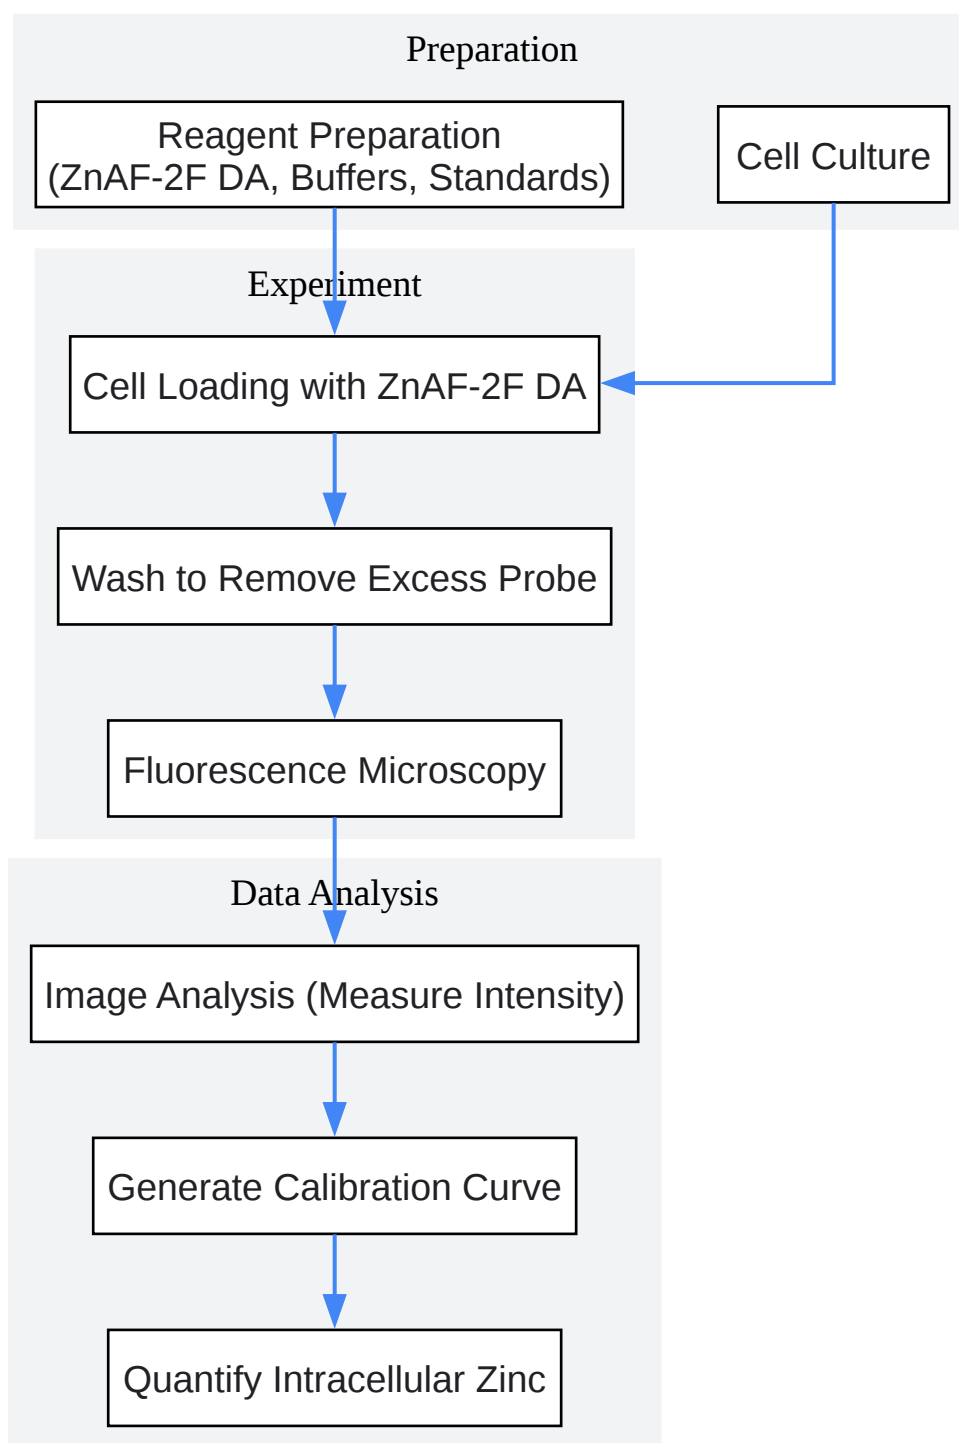 Preparation
Reagent Preparation
(ZnAF-2F DA, Buffers, Standards)
Cell Culture
Experiment
Cell Loading with ZnAF-2F DA
Wash to Remove Excess Probe
Fluorescence Microscopy
Data Analysis
Image Analysis (Measure Intensity)
Generate Calibration Curve
Quantify Intracellular Zinc